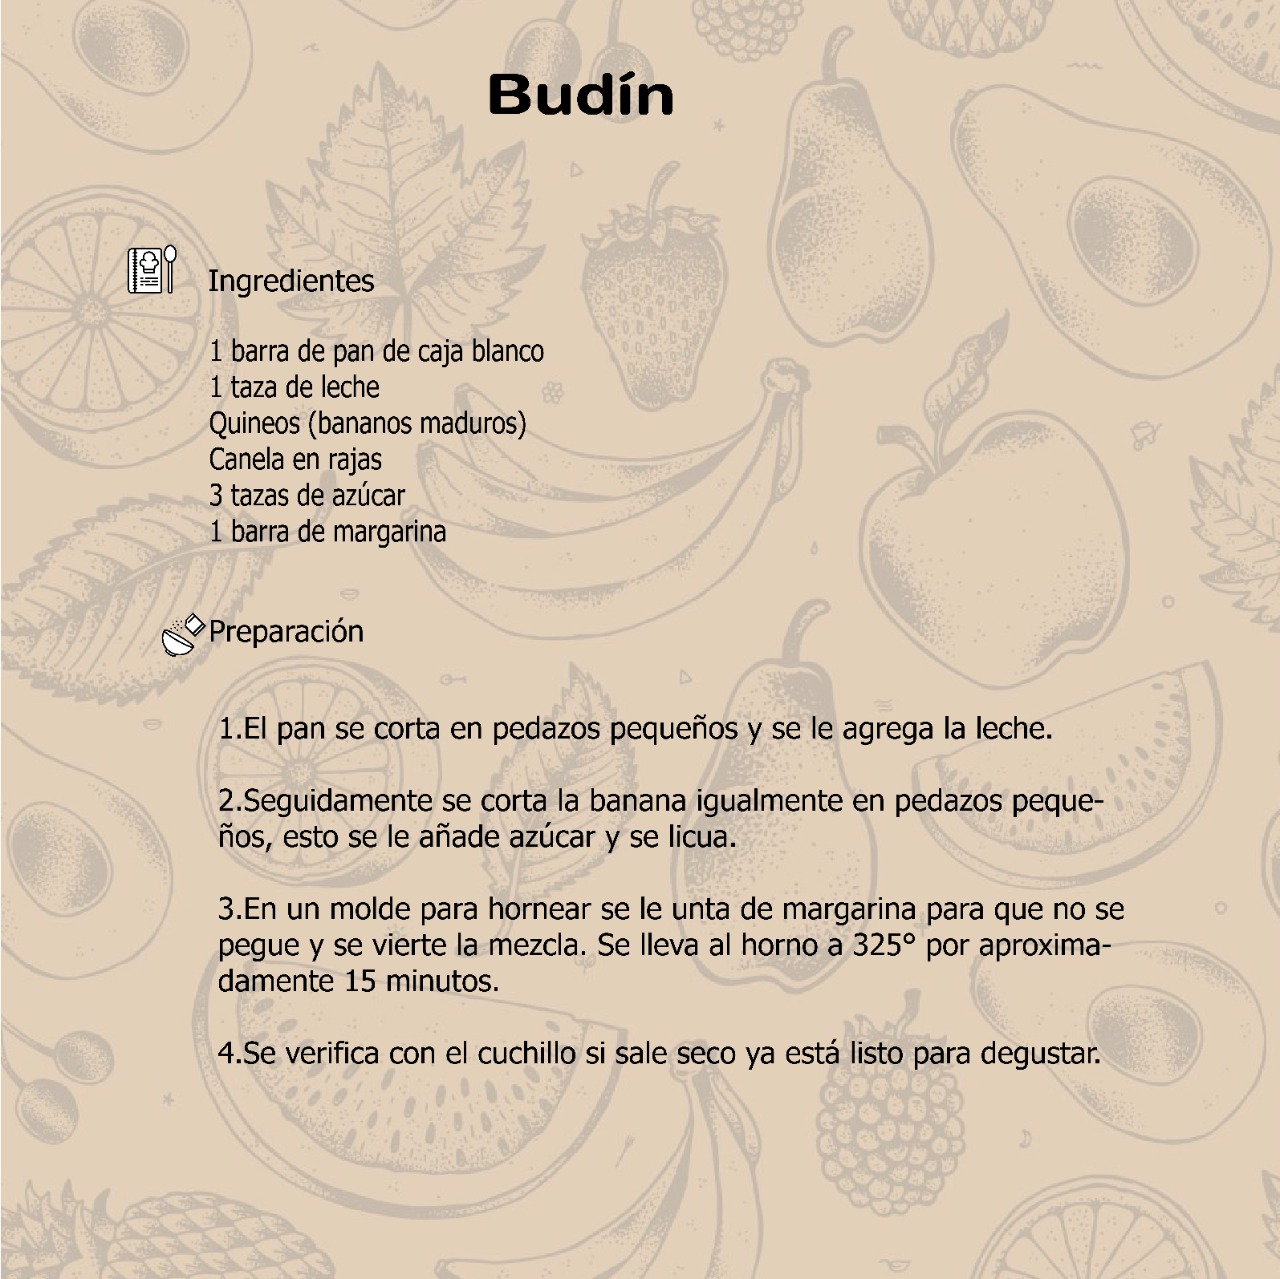 Budín
Ingredientes
1 barra de pan de caja blanco
1 taza de leche
Quineos (bananos maduros)
Canela en rajas
3 tazas de azúcar
1 barra de margarina
Preparación
1.El pan se corta en pedazos pequeños y se le agrega la leche.
2.Seguidamente se corta la banana igualmente en pedazos peque-
ños, esto se le añade azúcar y se licua.
3.En un molde para hornear se le unta de margarina para que no se
pegue y se vierte la mezcla. Se lleva al horno a 325° por aproxima-
damente 15 minutos.
4.Se verifica con el cuchillo si sale seco ya está listo para degustar.